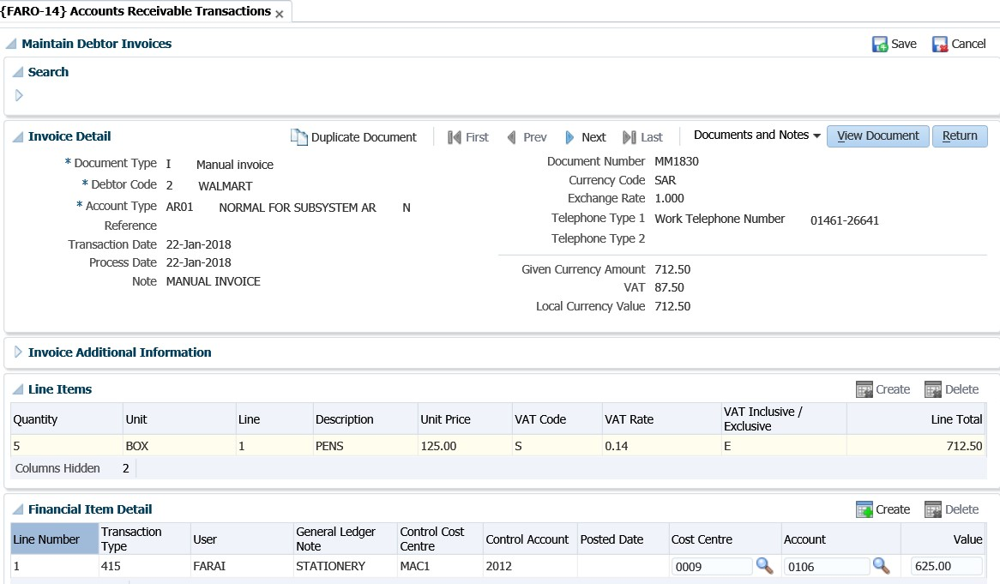 {FARO-14} Accounts Receivable Transactions
Maintain Debtor Invoices Save Cancel
Search
Invoice Detail Duplicate Document First Prev Next Last Documents and Notes View Document Return
* Document Type I Manual invoice
* Debtor Code 2 WALMART
* Account Type AR01 NORMAL FOR SUBSYSTEM AR N
Reference
Transaction Date 22-Jan-2018
Process Date 22-Jan-2018
Note MANUAL INVOICE
Document Number MM1830
Currency Code SAR
Exchange Rate 1.000
Telephone Type 1 Work Telephone Number 01461-26641
Telephone Type 2
Given Currency Amount 712.50
VAT 87.50
Local Currency Value 712.50
Invoice Additional Information
Line Items Create Delete
Quantity Unit Line Description Unit Price VAT Code VAT Rate VAT Inclusive / Exclusive Line Total
5 BOX 1 PENS 125.00 S 0.14 E 712.50
Columns Hidden 2
Financial Item Detail Create Delete
Line Number Transaction Type User General Ledger Note Control Cost Centre Control Account Posted Date Cost Centre Account Value
1 415 FARAI STATIONERY MAC1 2012 0009 0106 625.00